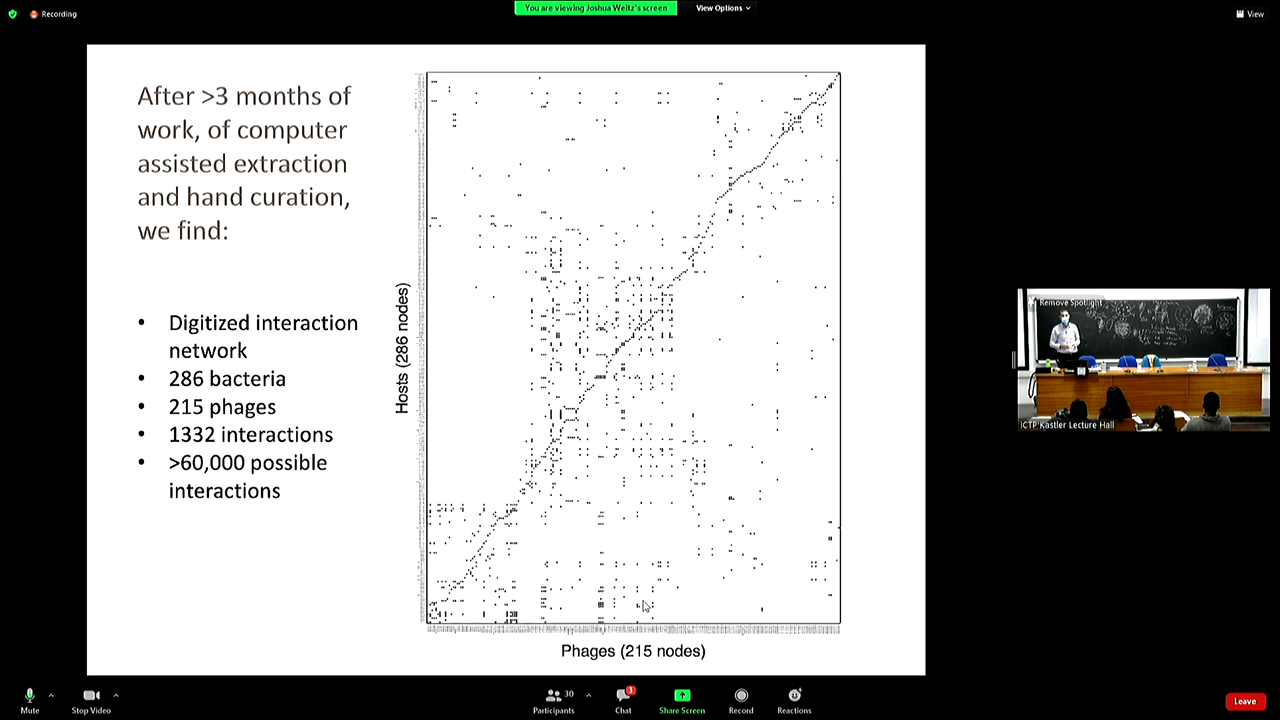 Recording
You are viewing Joshua Weitz's screen
View Options
View
After >3 months of
work, of computer
assisted extraction
and hand curation,
we find:
• Digitized interaction
network
• 286 bacteria
• 215 phages
• 1332 interactions
• >60,000 possible
interactions
Hosts (286 nodes)
Phages (215 nodes)
Remove Spotlight
ICTP Kastler Lecture Hall
Mute
Stop Video
30
Participants
3
Chat
Share Screen
Record
Reactions
Leave